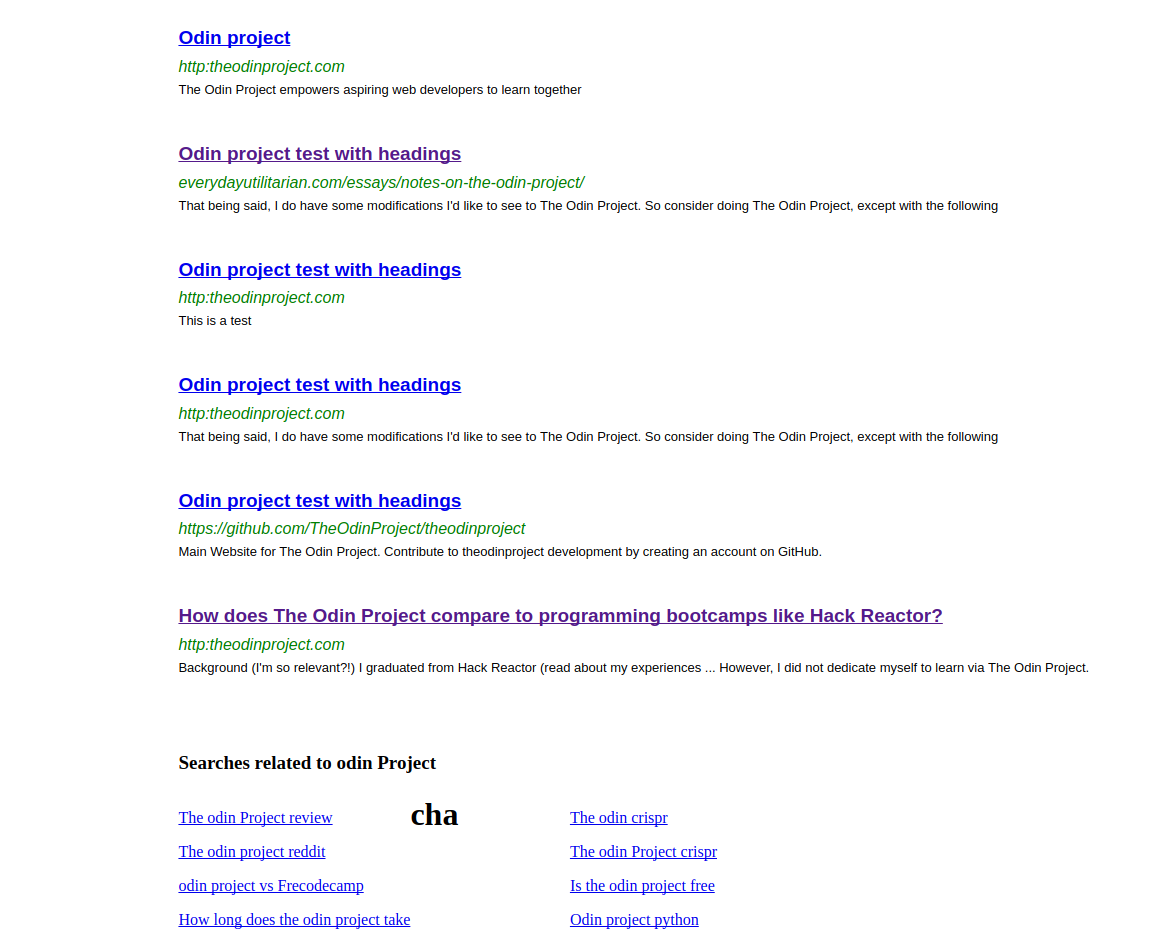 Odin project
http:theodinproject.com
The Odin Project empowers aspiring web developers to learn together
Odin project test with headings
everydayutilitarian.com/essays/notes-on-the-odin-project/
That being said, I do have some modifications I'd like to see to The Odin Project. So consider doing The Odin Project, except with the following
Odin project test with headings
http:theodinproject.com
This is a test
Odin project test with headings
http:theodinproject.com
That being said, I do have some modifications I'd like to see to The Odin Project. So consider doing The Odin Project, except with the following
Odin project test with headings
https://github.com/TheOdinProject/theodinproject
Main Website for The Odin Project. Contribute to theodinproject development by creating an account on GitHub.
How does The Odin Project compare to programming bootcamps like Hack Reactor?
http:theodinproject.com
Background (I'm so relevant?!) I graduated from Hack Reactor (read about my experiences ... However, I did not dedicate myself to learn via The Odin Project.
Searches related to odin Project
The odin Project review cha The odin crispr
The odin project reddit The odin Project crispr
odin project vs Frecodecamp Is the odin project free
How long does the odin project take Odin project python